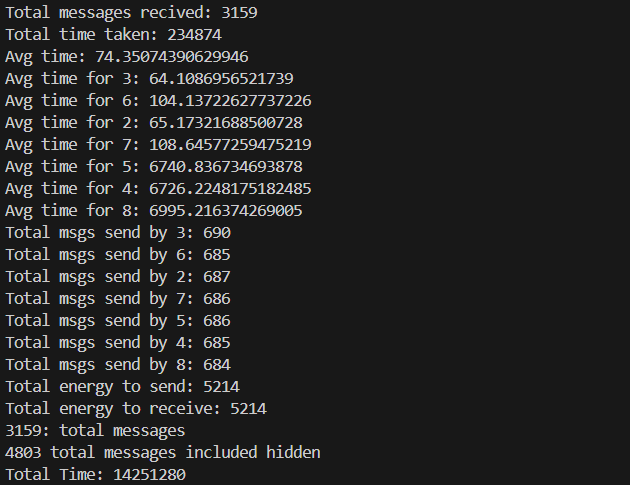 Total messages recived: 3159
Total time taken: 234874
Avg time: 74.35074390629946
Avg time for 3: 64.1086956521739
Avg time for 6: 104.13722627737226
Avg time for 2: 65.17321688500728
Avg time for 7: 108.64577259475219
Avg time for 5: 6740.836734693878
Avg time for 4: 6726.2248175182485
Avg time for 8: 6995.216374269005
Total msgs send by 3: 690
Total msgs send by 6: 685
Total msgs send by 2: 687
Total msgs send by 7: 686
Total msgs send by 5: 686
Total msgs send by 4: 685
Total msgs send by 8: 684
Total energy to send: 5214
Total energy to receive: 5214
3159: total messages
4803 total messages included hidden
Total Time: 14251280